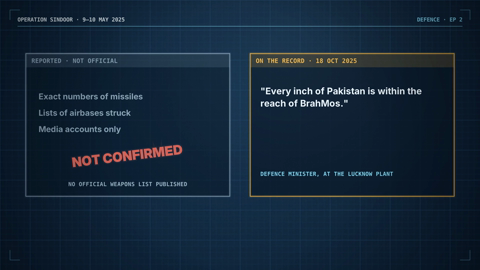 OPERATION SINDOOR · 9–10 MAY 2025
DEFENCE · EP 2
REPORTED · NOT OFFICIAL
Exact numbers of missiles
Lists of airbases struck
Media accounts only
NOT CONFIRMED
NO OFFICIAL WEAPONS LIST PUBLISHED
ON THE RECORD · 18 OCT 2025
"Every inch of Pakistan is within the
reach of BrahMos."
DEFENCE MINISTER, AT THE LUCKNOW PLANT